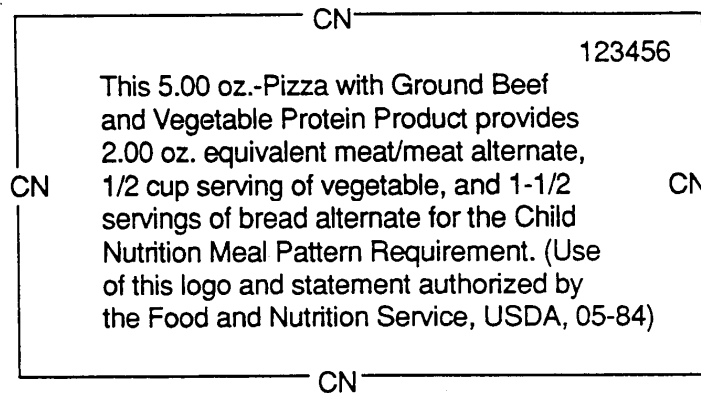 CN
123456
This 5.00 oz.-Pizza with Ground Beef
and Vegetable Protein Product provides
2.00 oz. equivalent meat/meat alternate,
CN 1/2 cup serving of vegetable, and 1-1/2 CN
servings of bread alternate for the Child
Nutrition Meal Pattern Requirement. (Use
of this logo and statement authorized by
the Food and Nutrition Service, USDA, 05-84)
CN